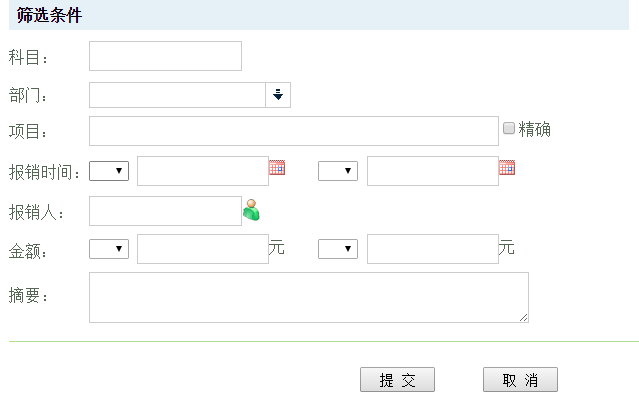 筛选条件
科目：
部门：
项目： 精确
报销时间：
报销人：
金额： 元 元
摘要：
提 交 取 消